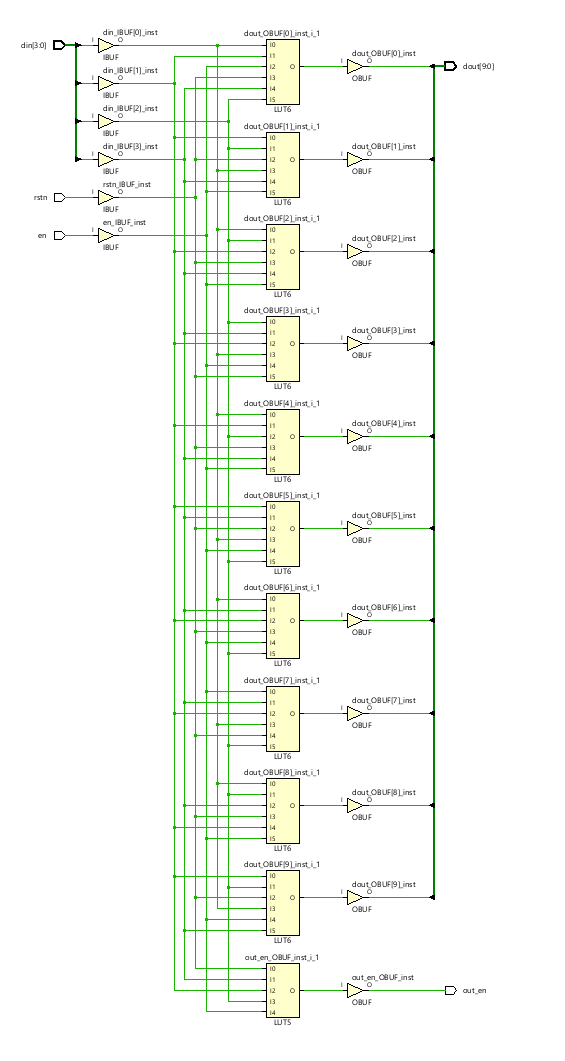 din[3:0]
din_IBUF[0]_inst
I
O
IBUF
din_IBUF[1]_inst
I
O
IBUF
din_IBUF[2]_inst
I
O
IBUF
din_IBUF[3]_inst
I
O
IBUF
rstn
rstn_IBUF_inst
I
O
IBUF
en
en_IBUF_inst
I
O
IBUF
dout_OBUF[0]_inst_i_1
I0
I1
I2
O
I3
I4
I5
LUT6
dout_OBUF[0]_inst
I
O
OBUF
dout[9:0]
dout_OBUF[1]_inst_i_1
I0
I1
I2
O
I3
I4
I5
LUT6
dout_OBUF[1]_inst
I
O
OBUF
dout_OBUF[2]_inst_i_1
I0
I1
I2
O
I3
I4
I5
LUT6
dout_OBUF[2]_inst
I
O
OBUF
dout_OBUF[3]_inst_i_1
I0
I1
I2
O
I3
I4
I5
LUT6
dout_OBUF[3]_inst
I
O
OBUF
dout_OBUF[4]_inst_i_1
I0
I1
I2
O
I3
I4
I5
LUT6
dout_OBUF[4]_inst
I
O
OBUF
dout_OBUF[5]_inst_i_1
I0
I1
I2
O
I3
I4
I5
LUT6
dout_OBUF[5]_inst
I
O
OBUF
dout_OBUF[6]_inst_i_1
I0
I1
I2
O
I3
I4
I5
LUT6
dout_OBUF[6]_inst
I
O
OBUF
dout_OBUF[7]_inst_i_1
I0
I1
I2
O
I3
I4
I5
LUT6
dout_OBUF[7]_inst
I
O
OBUF
dout_OBUF[8]_inst_i_1
I0
I1
I2
O
I3
I4
I5
LUT6
dout_OBUF[8]_inst
I
O
OBUF
dout_OBUF[9]_inst_i_1
I0
I1
I2
O
I3
I4
I5
LUT6
dout_OBUF[9]_inst
I
O
OBUF
out_en_OBUF_inst_i_1
I0
I1
I2
O
I3
I4
LUT5
out_en_OBUF_inst
I
O
OBUF
out_en